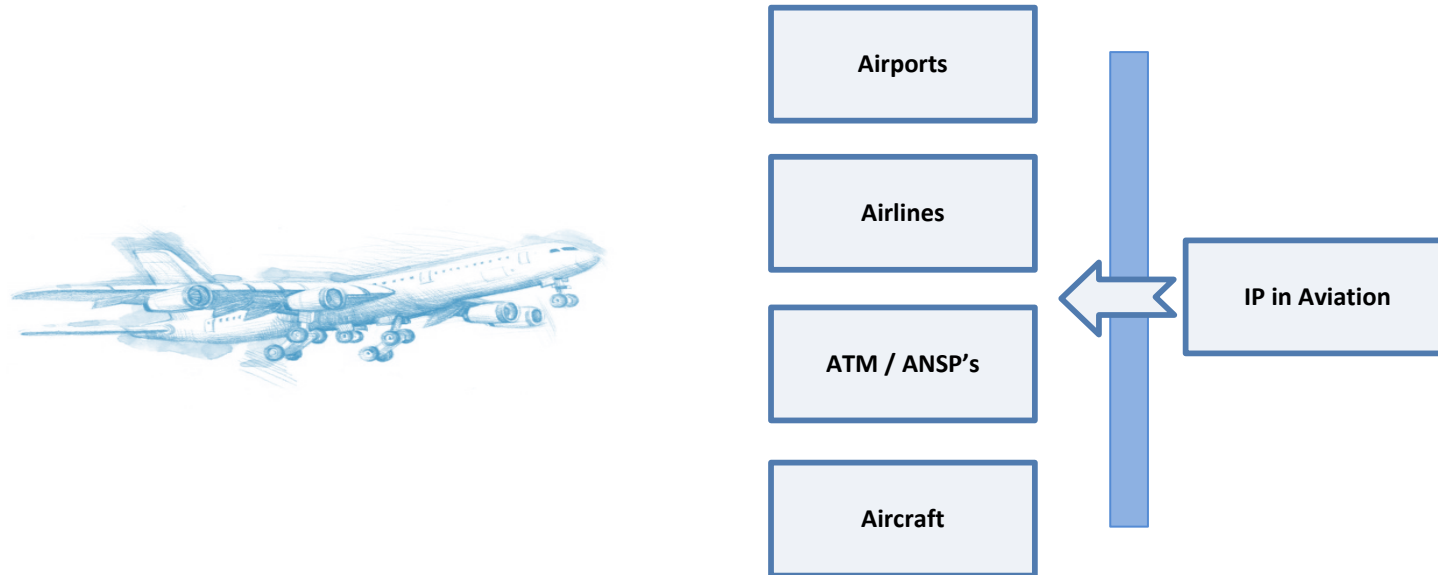 Airports
Airlines
IP in Aviation
ATM / ANSP’s
Aircraft